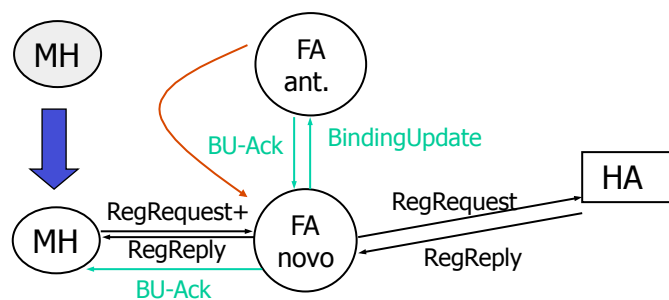 MH
FA
ant.
BU-Ack
BindingUpdate
HA
RegRequest+
RegRequest
MH
FA
novo
RegReply
RegReply
BU-Ack